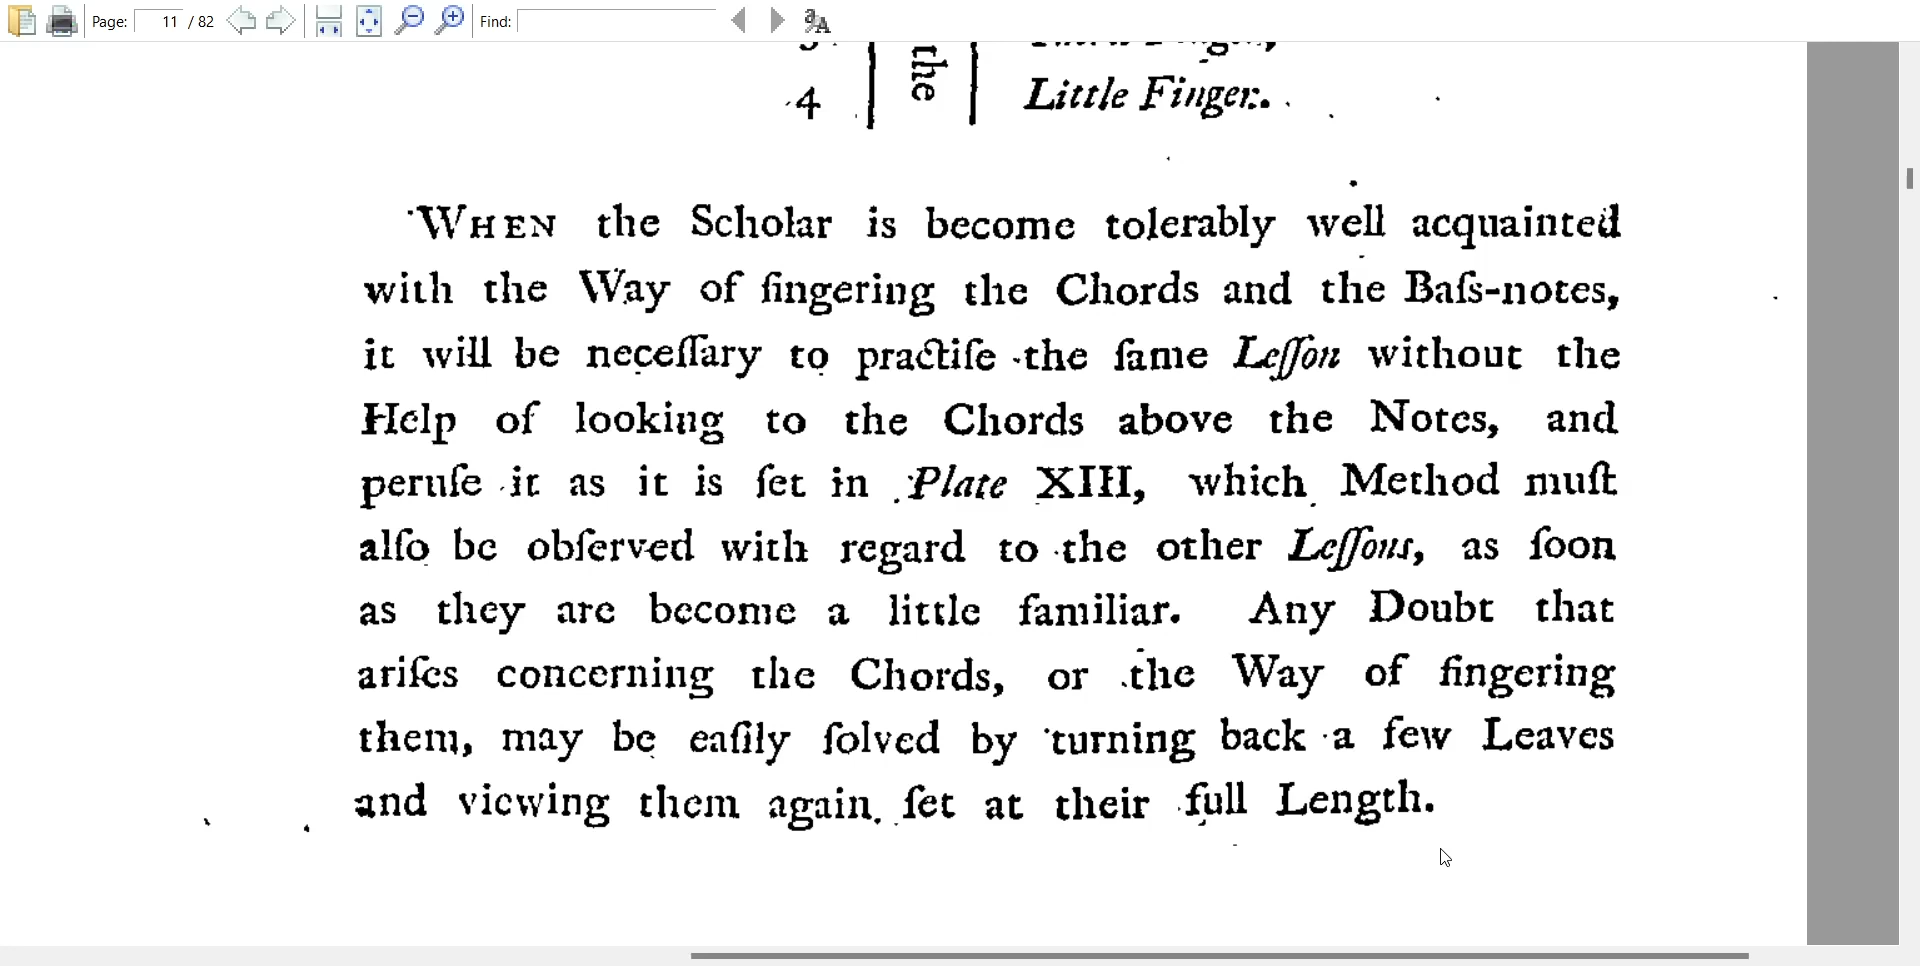 Page: 11 / 82 Find:
the
4 Little Finger.
WHEN the Scholar is become tolerably well acquainted
with the Way of fingering the Chords and the Baſs-notes,
it will be neceſſary to practiſe the ſame Leſſon without the
Help of looking to the Chords above the Notes, and
peruſe it as it is ſet in Plate XIII, which Method muſt
alſo be obſerved with regard to the other Leſſons, as ſoon
as they are become a little familiar. Any Doubt that
ariſes concerning the Chords, or the Way of fingering
them, may be eaſily ſolved by turning back a few Leaves
and viewing them again ſet at their full Length.